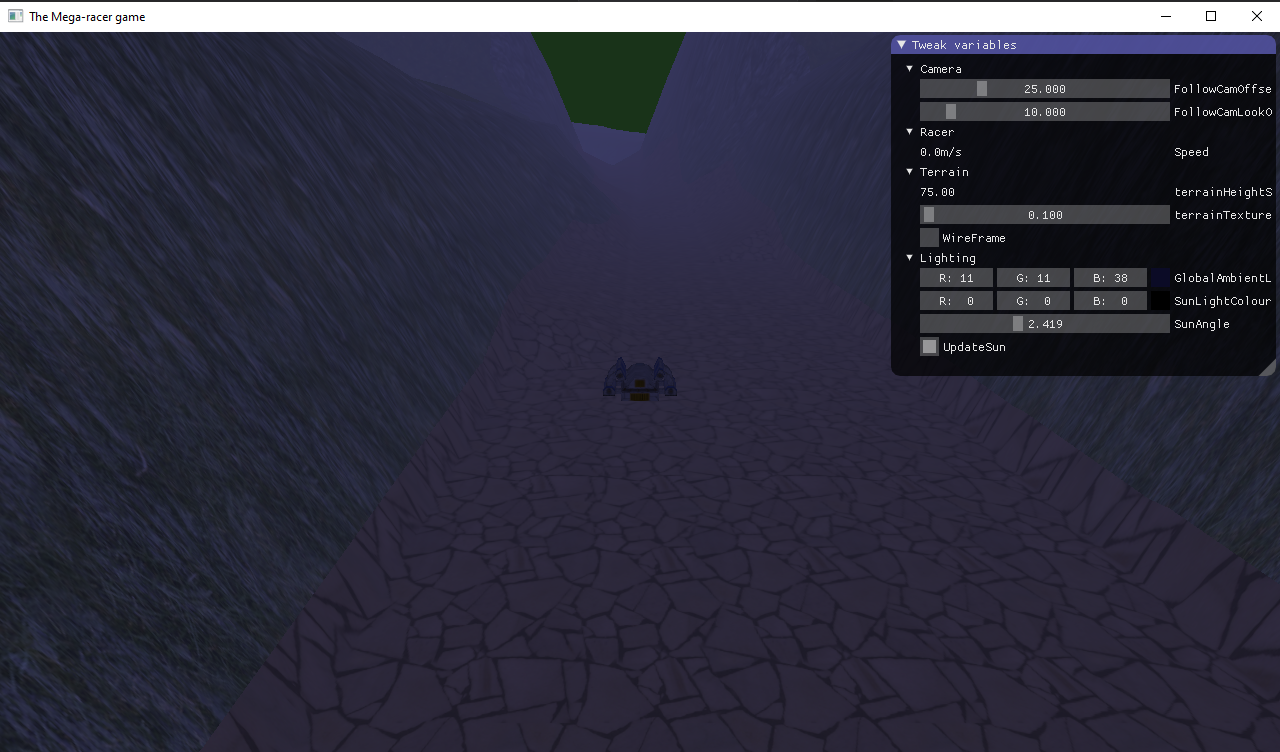 The Mega-racer game
Tweak variables
Camera
25.000 FollowCamOffse
10.000 FollowCamLookO
Racer
0.0m/s Speed
Terrain
75.00 terrainHeightS
0.100 terrainTexture
WireFrame
Lighting
R: 11 G: 11 B: 38 GlobalAmbientL
R: 0 G: 0 B: 0 SunLightColour
2.419 SunAngle
UpdateSun